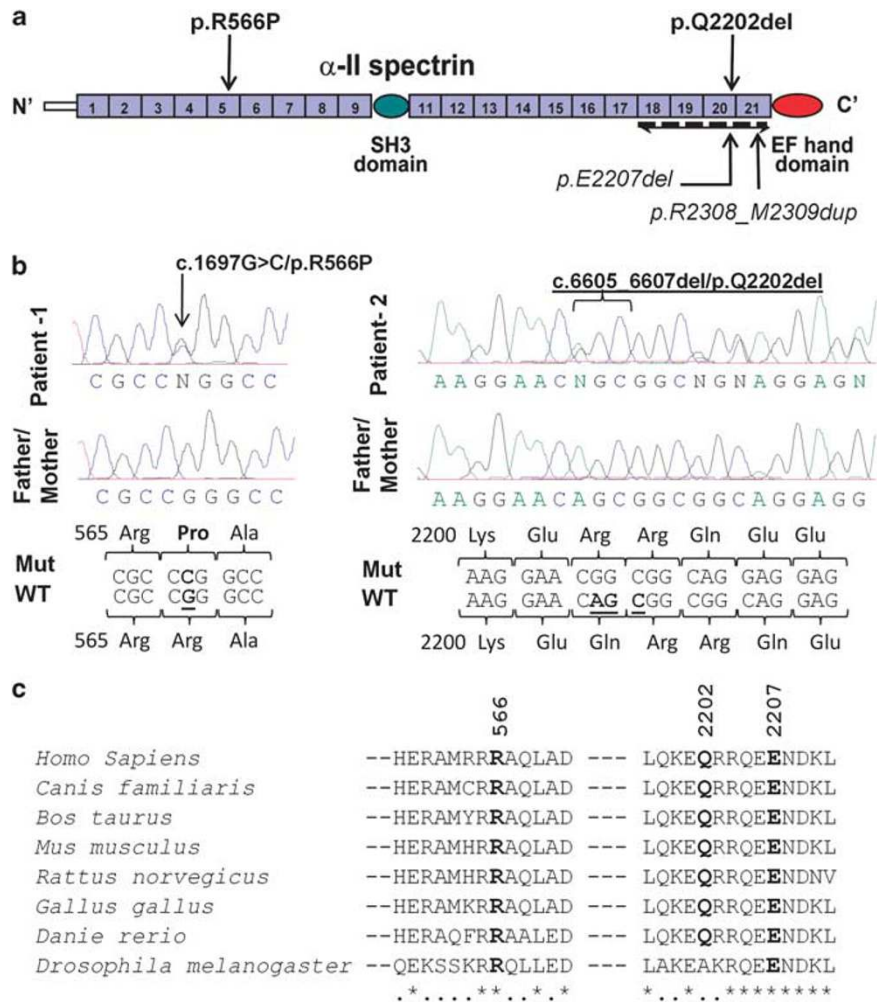 a
p.R566P p.Q2202del
α-II spectrin
N' 1 2 3 4 5 6 7 8 9 11 12 13 14 15 16 17 18 19 20 21 C'
SH3 domain
EF hand domain
p.E2207del
p.R2308_M2309dup
b
c.1697G>C/p.R566P
Patient -1
C G C C N G G C C
Father/Mother
C G C C G G G C C
565 Arg Pro Ala
Mut CGC CCG GCC
WT CGC CGG GCC
565 Arg Arg Ala
c.6605_6607del/p.Q2202del
Patient- 2
A A G G A A C N G C G G C N G N A G G A G N
Father/Mother
A A G G A A C A G C G G C G G C A G G A G G
2200 Lys Glu Arg Arg Gln Glu Glu
Mut AAG GAA CGG CGG CAG GAG GAG
WT AAG GAA CAG CGG CGG CAG GAG
2200 Lys Glu Gln Arg Arg Gln Glu
c
566 2202 2207
Homo Sapiens --HERAMRRRAQLAD --- LQKEQRRQEENDKL
Canis familiaris --HERAMCRRAQLAD --- LQKEQRRQEENDKL
Bos taurus --HERAMYRRAQLAD --- LQKEQRRQEENDKL
Mus musculus --HERAMHRRAQLAD --- LQKEQRRQEENDKL
Rattus norvegicus --HERAMHRRAQLAD --- LQKEQRRQEENDNV
Gallus gallus --HERAMKRRAQLAD --- LQKEQRRQEENDKL
Danie rerio --HERAQFRRAALED --- LQKEQRRQEENDKL
Drosophila melanogaster --QEKSSKRRQLLED --- LAKEAKRQEENDKL
.*....**..*.* *..*.*********